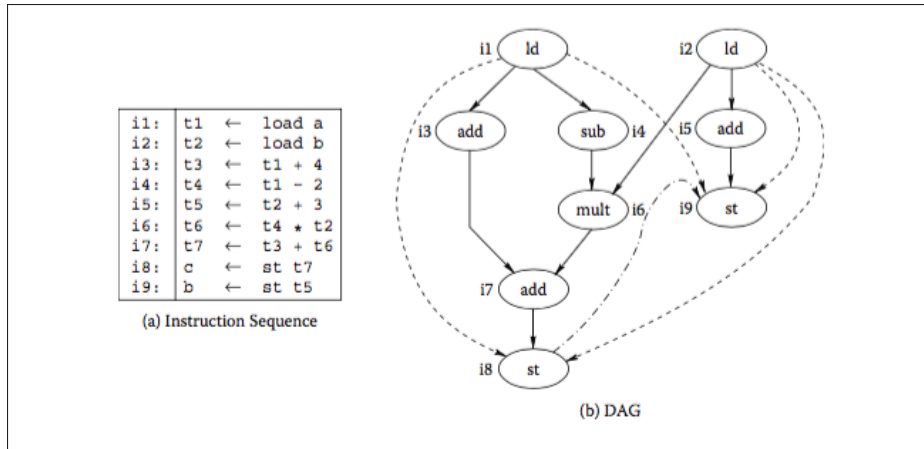 i1: t1 ← load a
i2: t2 ← load b
i3: t3 ← t1 + 4
i4: t4 ← t1 - 2
i5: t5 ← t2 + 3
i6: t6 ← t4 * t2
i7: t7 ← t3 + t6
i8: c ← st t7
i9: b ← st t5
(a) Instruction Sequence
i1 ld
i2 ld
i3 add
sub i4
i5 add
mult i6
i9 st
i7 add
i8 st
(b) DAG